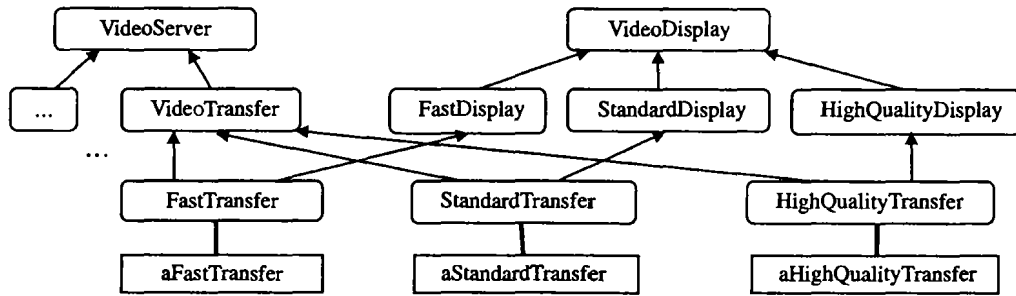 VideoServer
VideoDisplay
...
VideoTransfer
FastDisplay
StandardDisplay
HighQualityDisplay
...
FastTransfer
StandardTransfer
HighQualityTransfer
aFastTransfer
aStandardTransfer
aHighQualityTransfer